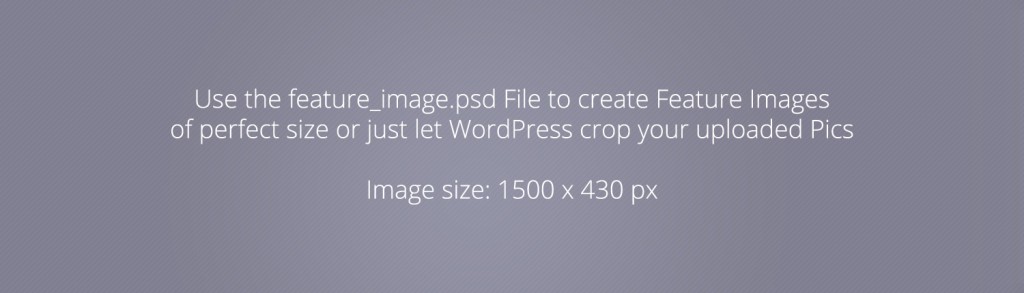 Use the feature_image.psd File to create Feature Images
of perfect size or just let WordPress crop your uploaded Pics
Image size: 1500 x 430 px